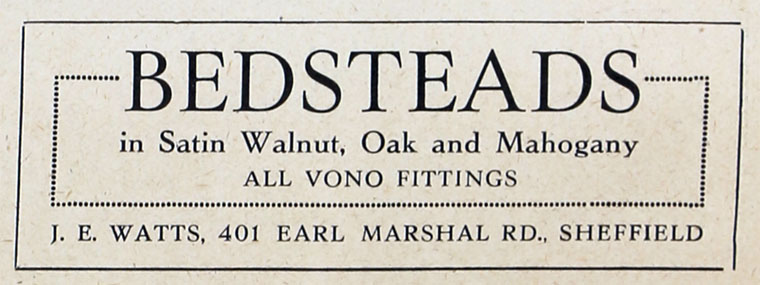 BEDSTEADS
in Satin Walnut, Oak and Mahogany
ALL VONO FITTINGS
J. E. WATTS, 401 EARL MARSHAL RD., SHEFFIELD